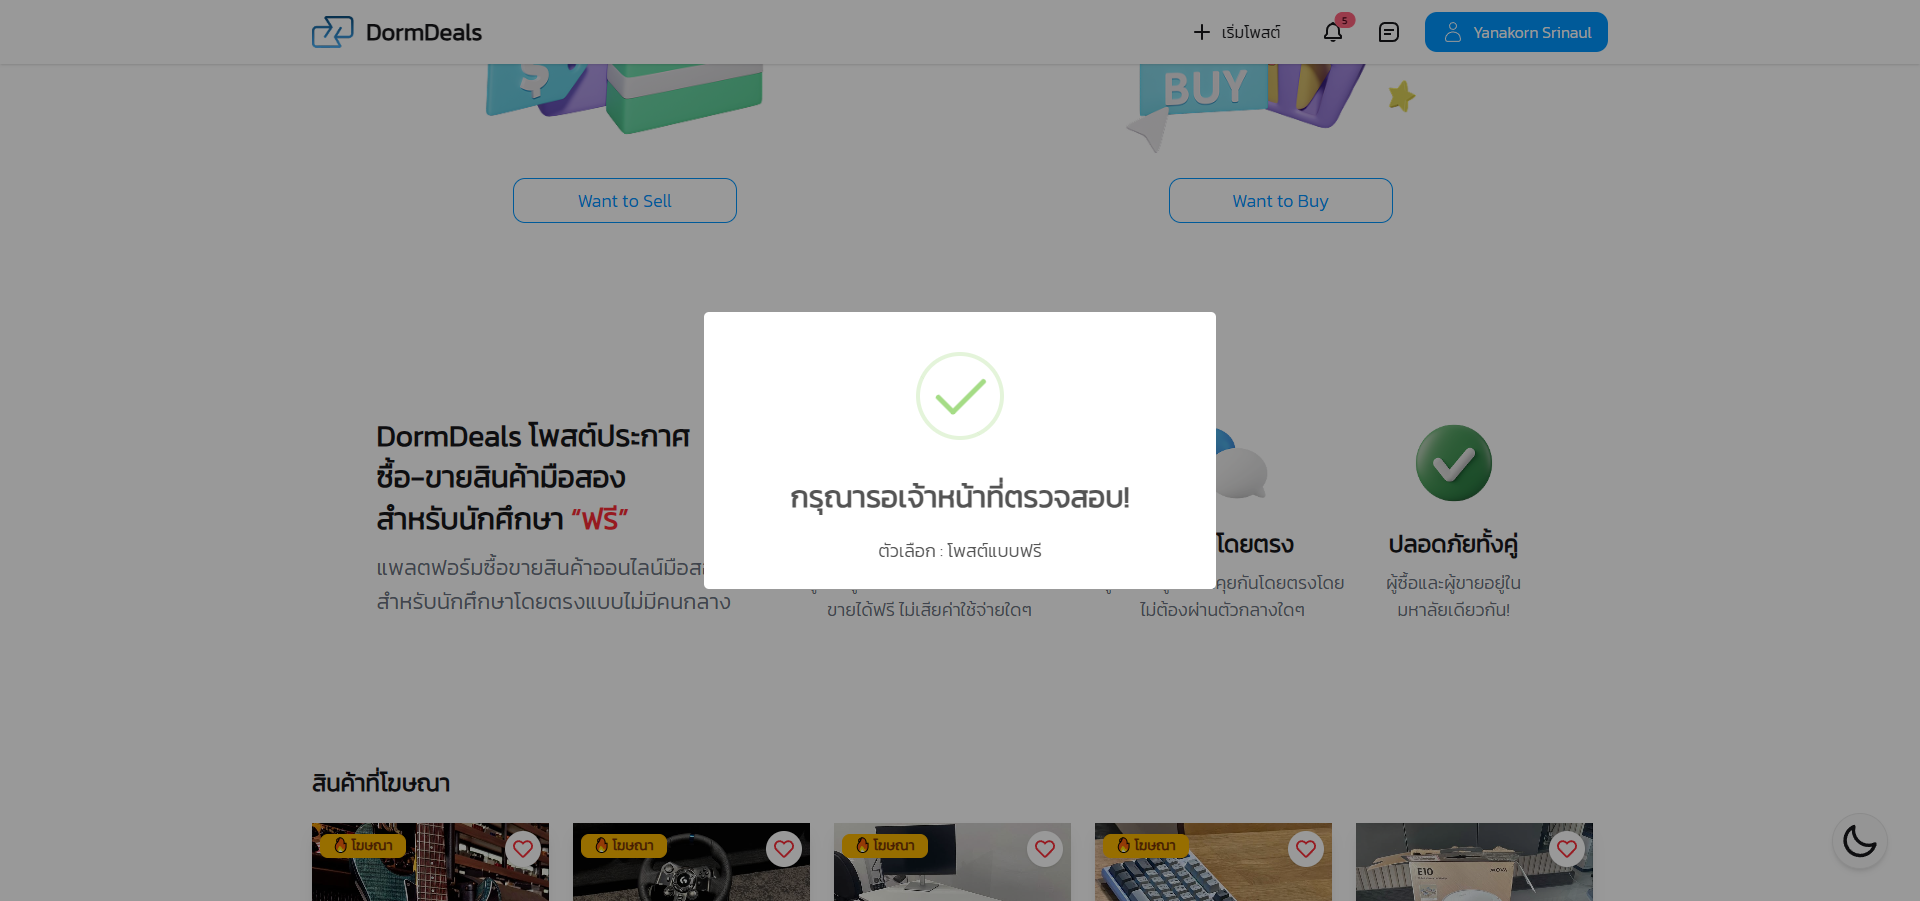 DormDeals
เริ่มโพสต์
5
Yanakorn Srinaul
$
BUY
Want to Sell
Want to Buy
กรุณารอเจ้าหน้าที่ตรวจสอบ!
ตัวเลือก : โพสต์แบบฟรี
DormDeals โพสต์ประกาศ
ซื้อ-ขายสินค้ามือสอง
สำหรับนักศึกษา “ฟรี”
แพลตฟอร์มซื้อขายสินค้าออนไลน์มือส
สำหรับนักศึกษาโดยตรงแบบไม่มีคนกลาง
ขายได้ฟรี ไม่เสียค่าใช้จ่ายใดๆ
โดยตรง
คุยกันโดยตรงโดย
ไม่ต้องผ่านตัวกลางใดๆ
ปลอดภัยทั้งคู่
ผู้ซื้อและผู้ขายอยู่ใน
มหาลัยเดียวกัน!
สินค้าที่โฆษณา
โฆษณา
โฆษณา
โฆษณา
โฆษณา
E10
MOVA